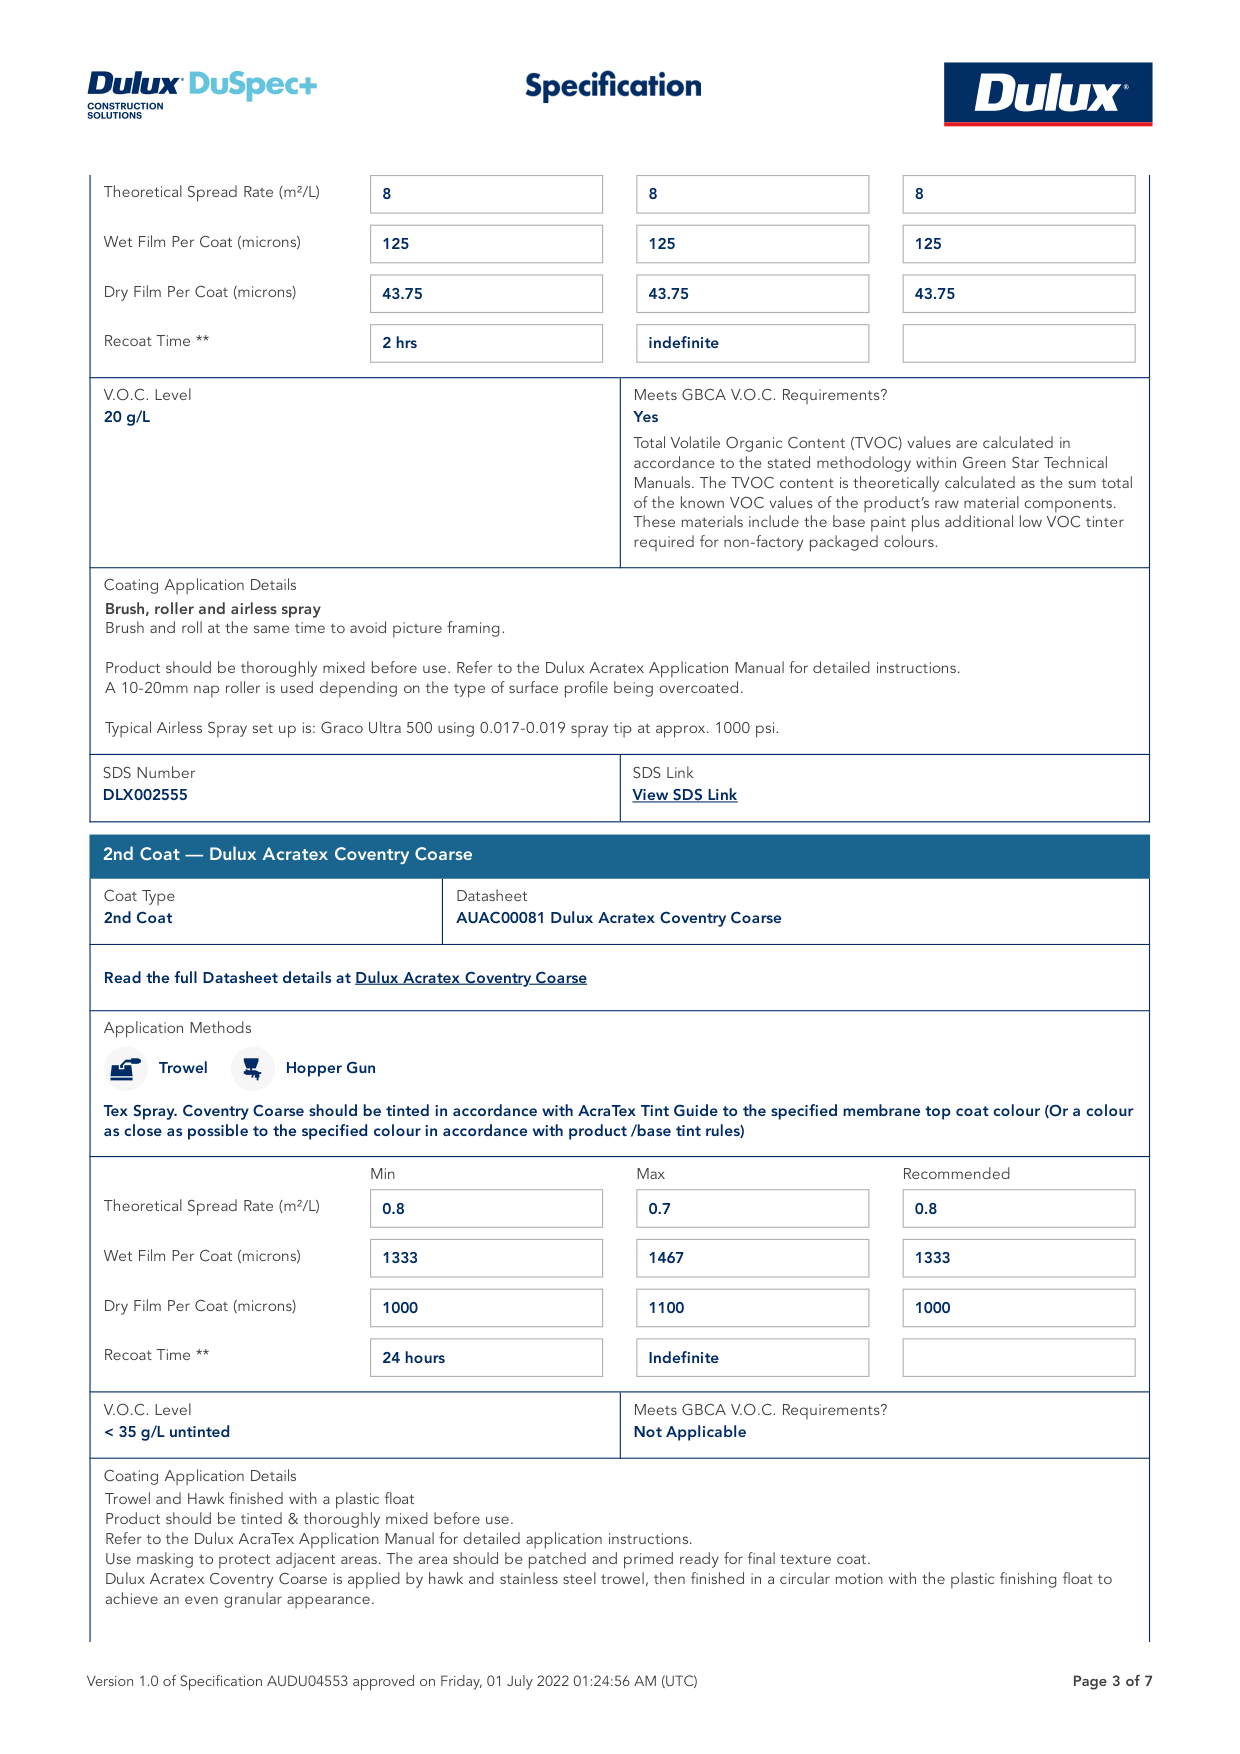 Dulux DuSpec+
CONSTRUCTION
SOLUTIONS
Specification
Dulux®
Theoretical Spread Rate (m²/L) 8 8 8
Wet Film Per Coat (microns) 125 125 125
Dry Film Per Coat (microns) 43.75 43.75 43.75
Recoat Time ** 2 hrs indefinite
V.O.C. Level
20 g/L
Meets GBCA V.O.C. Requirements?
Yes
Total Volatile Organic Content (TVOC) values are calculated in
accordance to the stated methodology within Green Star Technical
Manuals. The TVOC content is theoretically calculated as the sum total
of the known VOC values of the product's raw material components.
These materials include the base paint plus additional low VOC tinter
required for non-factory packaged colours.
Coating Application Details
Brush, roller and airless spray
Brush and roll at the same time to avoid picture framing.
Product should be thoroughly mixed before use. Refer to the Dulux Acratex Application Manual for detailed instructions.
A 10-20mm nap roller is used depending on the type of surface profile being overcoated.
Typical Airless Spray set up is: Graco Ultra 500 using 0.017-0.019 spray tip at approx. 1000 psi.
SDS Number
DLX002555
SDS Link
View SDS Link
2nd Coat — Dulux Acratex Coventry Coarse
Coat Type
2nd Coat
Datasheet
AUAC00081 Dulux Acratex Coventry Coarse
Read the full Datasheet details at Dulux Acratex Coventry Coarse
Application Methods
Trowel Hopper Gun
Tex Spray. Coventry Coarse should be tinted in accordance with AcraTex Tint Guide to the specified membrane top coat colour (Or a colour
as close as possible to the specified colour in accordance with product /base tint rules)
Min Max Recommended
Theoretical Spread Rate (m²/L) 0.8 0.7 0.8
Wet Film Per Coat (microns) 1333 1467 1333
Dry Film Per Coat (microns) 1000 1100 1000
Recoat Time ** 24 hours Indefinite
V.O.C. Level
< 35 g/L untinted
Meets GBCA V.O.C. Requirements?
Not Applicable
Coating Application Details
Trowel and Hawk finished with a plastic float
Product should be tinted & thoroughly mixed before use.
Refer to the Dulux AcraTex Application Manual for detailed application instructions.
Use masking to protect adjacent areas. The area should be patched and primed ready for final texture coat.
Dulux Acratex Coventry Coarse is applied by hawk and stainless steel trowel, then finished in a circular motion with the plastic finishing float to
achieve an even granular appearance.
Version 1.0 of Specification AUDU04553 approved on Friday, 01 July 2022 01:24:56 AM (UTC)
Page 3 of 7